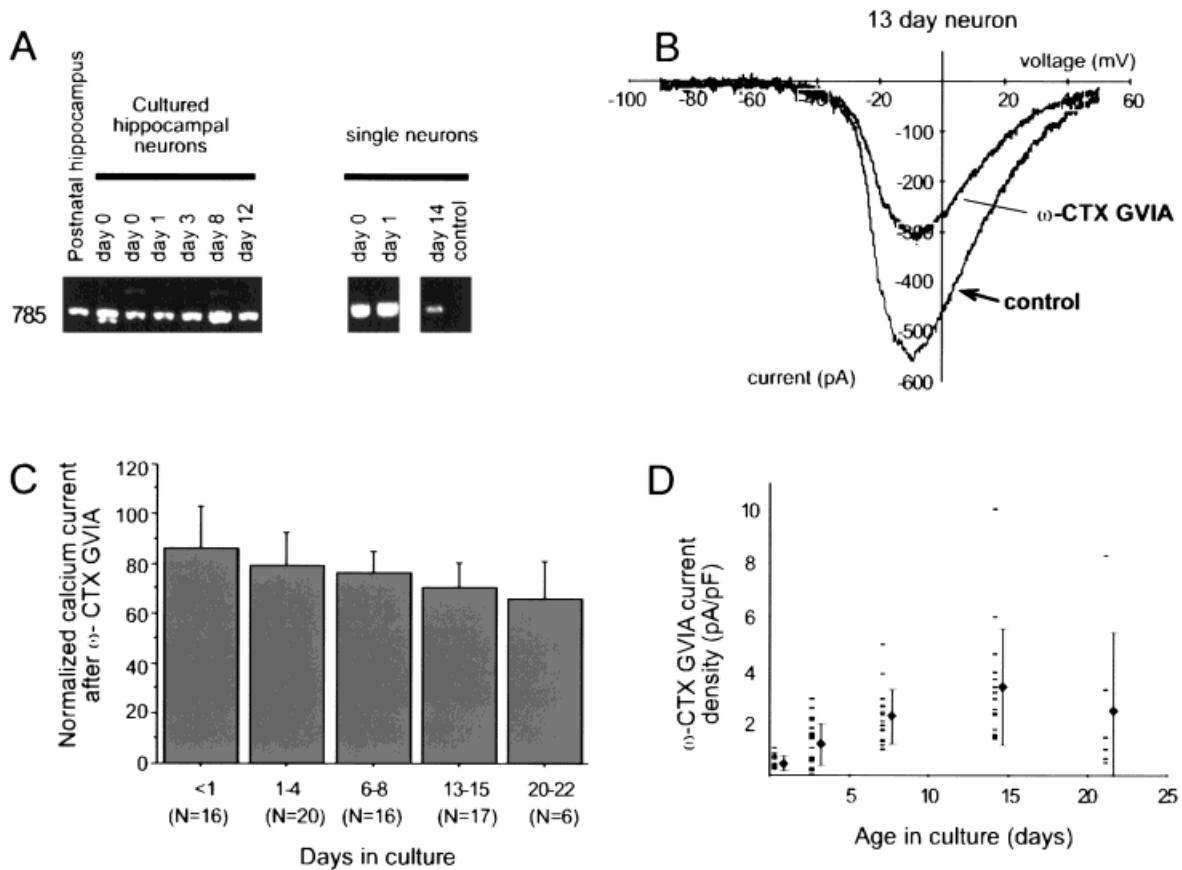 A
Postnatal hippocampus
Cultured
hippocampal
neurons
day 0
day 0
day 1
day 3
day 8
day 12
single neurons
day 0
day 1
day 14
control
785
B
13 day neuron
voltage (mV)
-100
-80
-60
-40
-20
20
40
60
-100
-200
-300
-400
-500
-600
ω-CTX GVIA
control
current (pA)
C
Normalized calcium current
after ω- CTX GVIA
120
100
80
60
40
20
0
<1
1-4
6-8
13-15
20-22
(N=16)
(N=20)
(N=16)
(N=17)
(N=6)
Days in culture
D
ω-CTX GVIA current
density (pA/pF)
10
8
6
4
2
5
10
15
20
25
Age in culture (days)